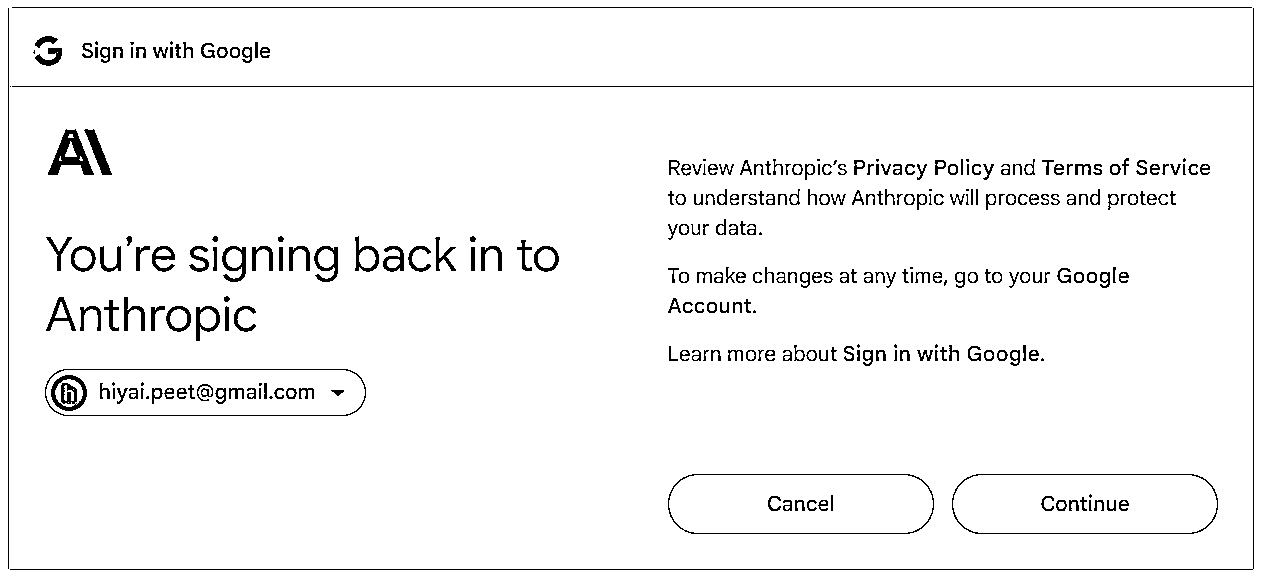 Sign in with Google
You're signing back in to
Anthropic
hiyai.peet@gmail.com
Review Anthropic's Privacy Policy and Terms of Service
to understand how Anthropic will process and protect
your data.
To make changes at any time, go to your Google
Account.
Learn more about Sign in with Google.
Cancel
Continue